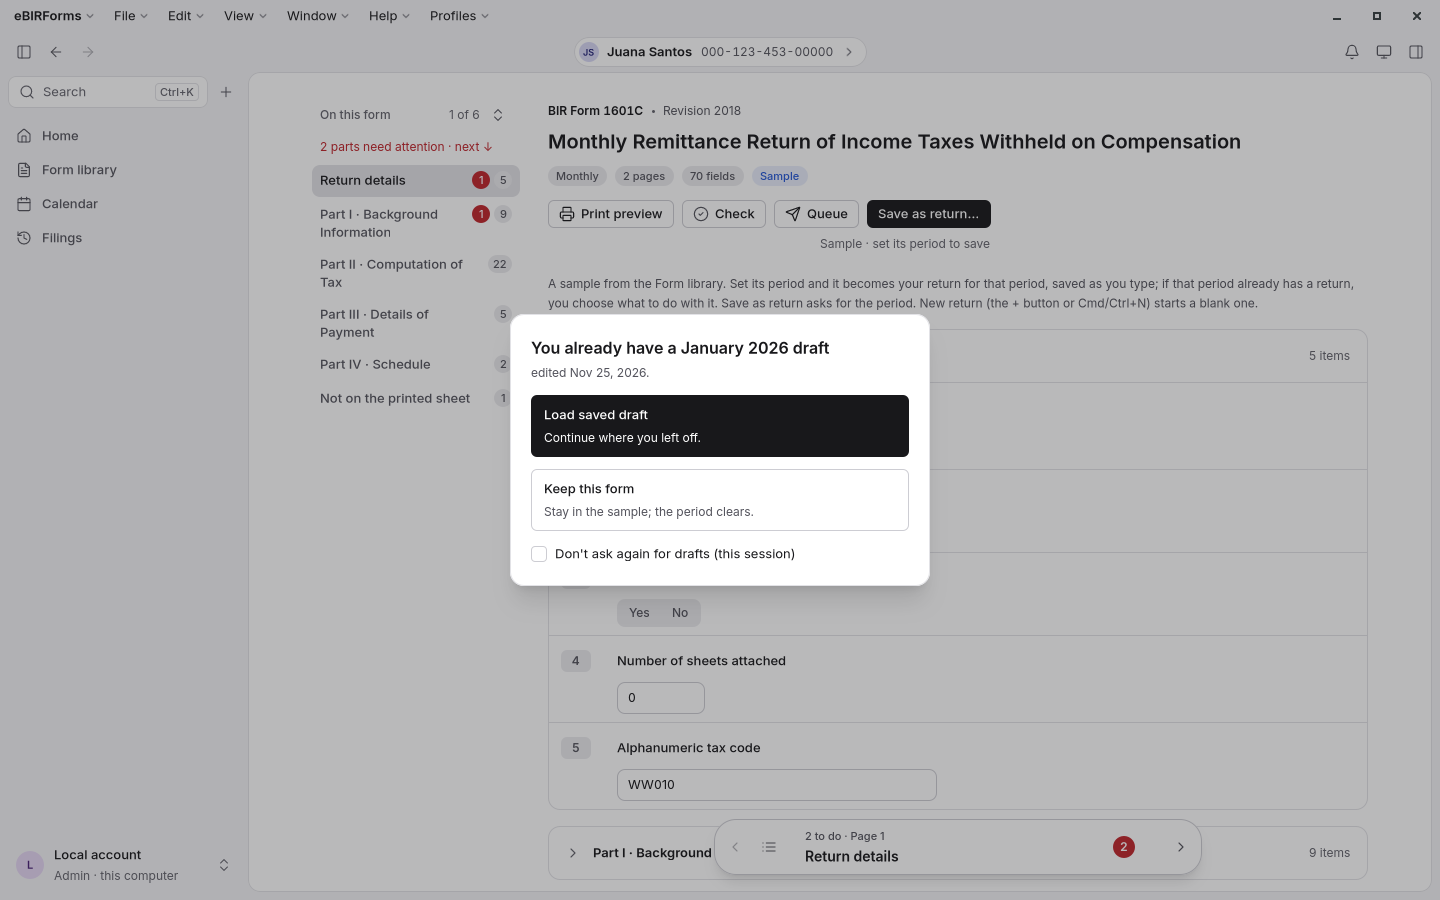 eBIRForms File Edit View Window Help Profiles
JS Juana Santos 000-123-453-00000
Search Ctrl+K
Home
Form library
Calendar
Filings
On this form 1 of 6
2 parts need attention · next ↓
Return details 1 5
Part I · Background Information 1 9
Part II · Computation of Tax 22
Part III · Details of Payment 5
Part IV · Schedule 2
Not on the printed sheet 1
BIR Form 1601C • Revision 2018
Monthly Remittance Return of Income Taxes Withheld on Compensation
Monthly 2 pages 70 fields Sample
Print preview Check Queue Save as return…
Sample · set its period to save
A sample from the Form library. Set its period and it becomes your return for that period, saved as you type; if that period already has a return,
you choose what to do with it. Save as return asks for the period. New return (the + button or Cmd/Ctrl+N) starts a blank one.
5 items
You already have a January 2026 draft
edited Nov 25, 2026.
Load saved draft
Continue where you left off.
Keep this form
Stay in the sample; the period clears.
Don't ask again for drafts (this session)
Yes No
4 Number of sheets attached
0
5 Alphanumeric tax code
WW010
Part I · Background 9 items
2 to do · Page 1
Return details 2
L Local account
Admin · this computer